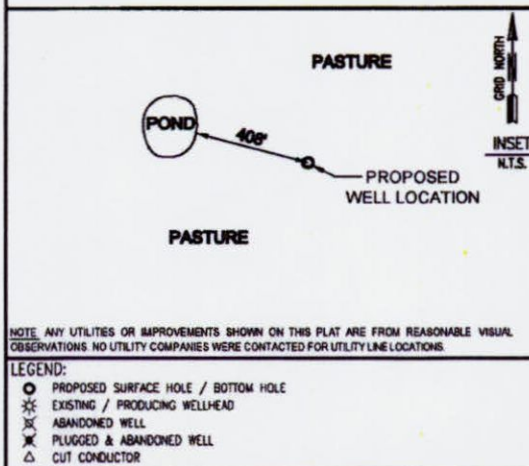 PASTURE
GRID NORTH
INSET
N.T.S.
POND
408'
PROPOSED
WELL LOCATION
PASTURE
NOTE ANY UTILITIES OR IMPROVEMENTS SHOWN ON THIS PLAT ARE FROM REASONABLE VISUAL
OBSERVATIONS. NO UTILITY COMPANIES WERE CONTACTED FOR UTILITY LINE LOCATIONS.
LEGEND:
PROPOSED SURFACE HOLE / BOTTOM HOLE
EXISTING / PRODUCING WELLHEAD
ABANDONED WELL
PLUGGED & ABANDONED WELL
CUT CONDUCTOR